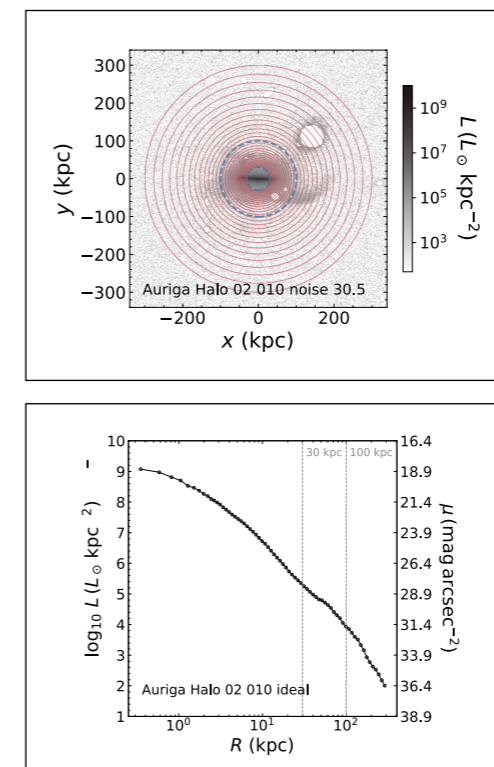 300
200
100
0
−100
−200
−300
y (kpc)
Auriga Halo 02 010 noise 30.5
−200 0 200
x (kpc)
10⁹
10⁷
10⁵
10³
L (L⊙ kpc⁻²)
10
9
8
7
6
5
4
3
2
1
log₁₀ L (L⊙ kpc⁻²)
30 kpc 100 kpc
Auriga Halo 02 010 ideal
10⁰ 10¹ 10²
R (kpc)
16.4
18.9
21.4
23.9
26.4
28.9
31.4
33.9
36.4
38.9
μ (mag arcsec⁻²)